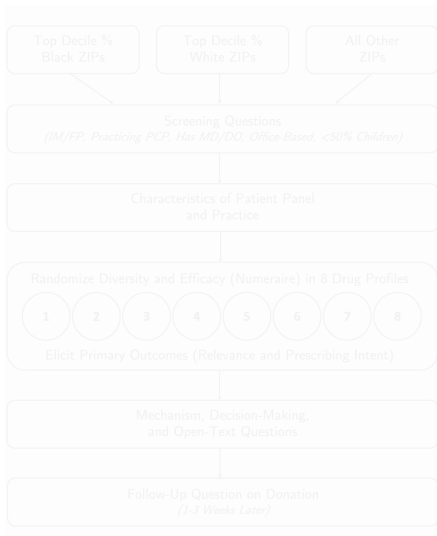 Top Decile %
Black ZIPs
Top Decile %
White ZIPs
All Other
ZIPs
Screening Questions
(IM/FP, Practicing PCP, Has MD/DO, Office-Based, <50% Children)
Characteristics of Patient Panel
and Practice
Randomize Diversity and Efficacy (Numeraire) in 8 Drug Profiles
1 2 3 4 5 6 7 8
Elicit Primary Outcomes (Relevance and Prescribing Intent)
Mechanism, Decision-Making,
and Open-Text Questions
Follow-Up Question on Donation
(1-3 Weeks Later)